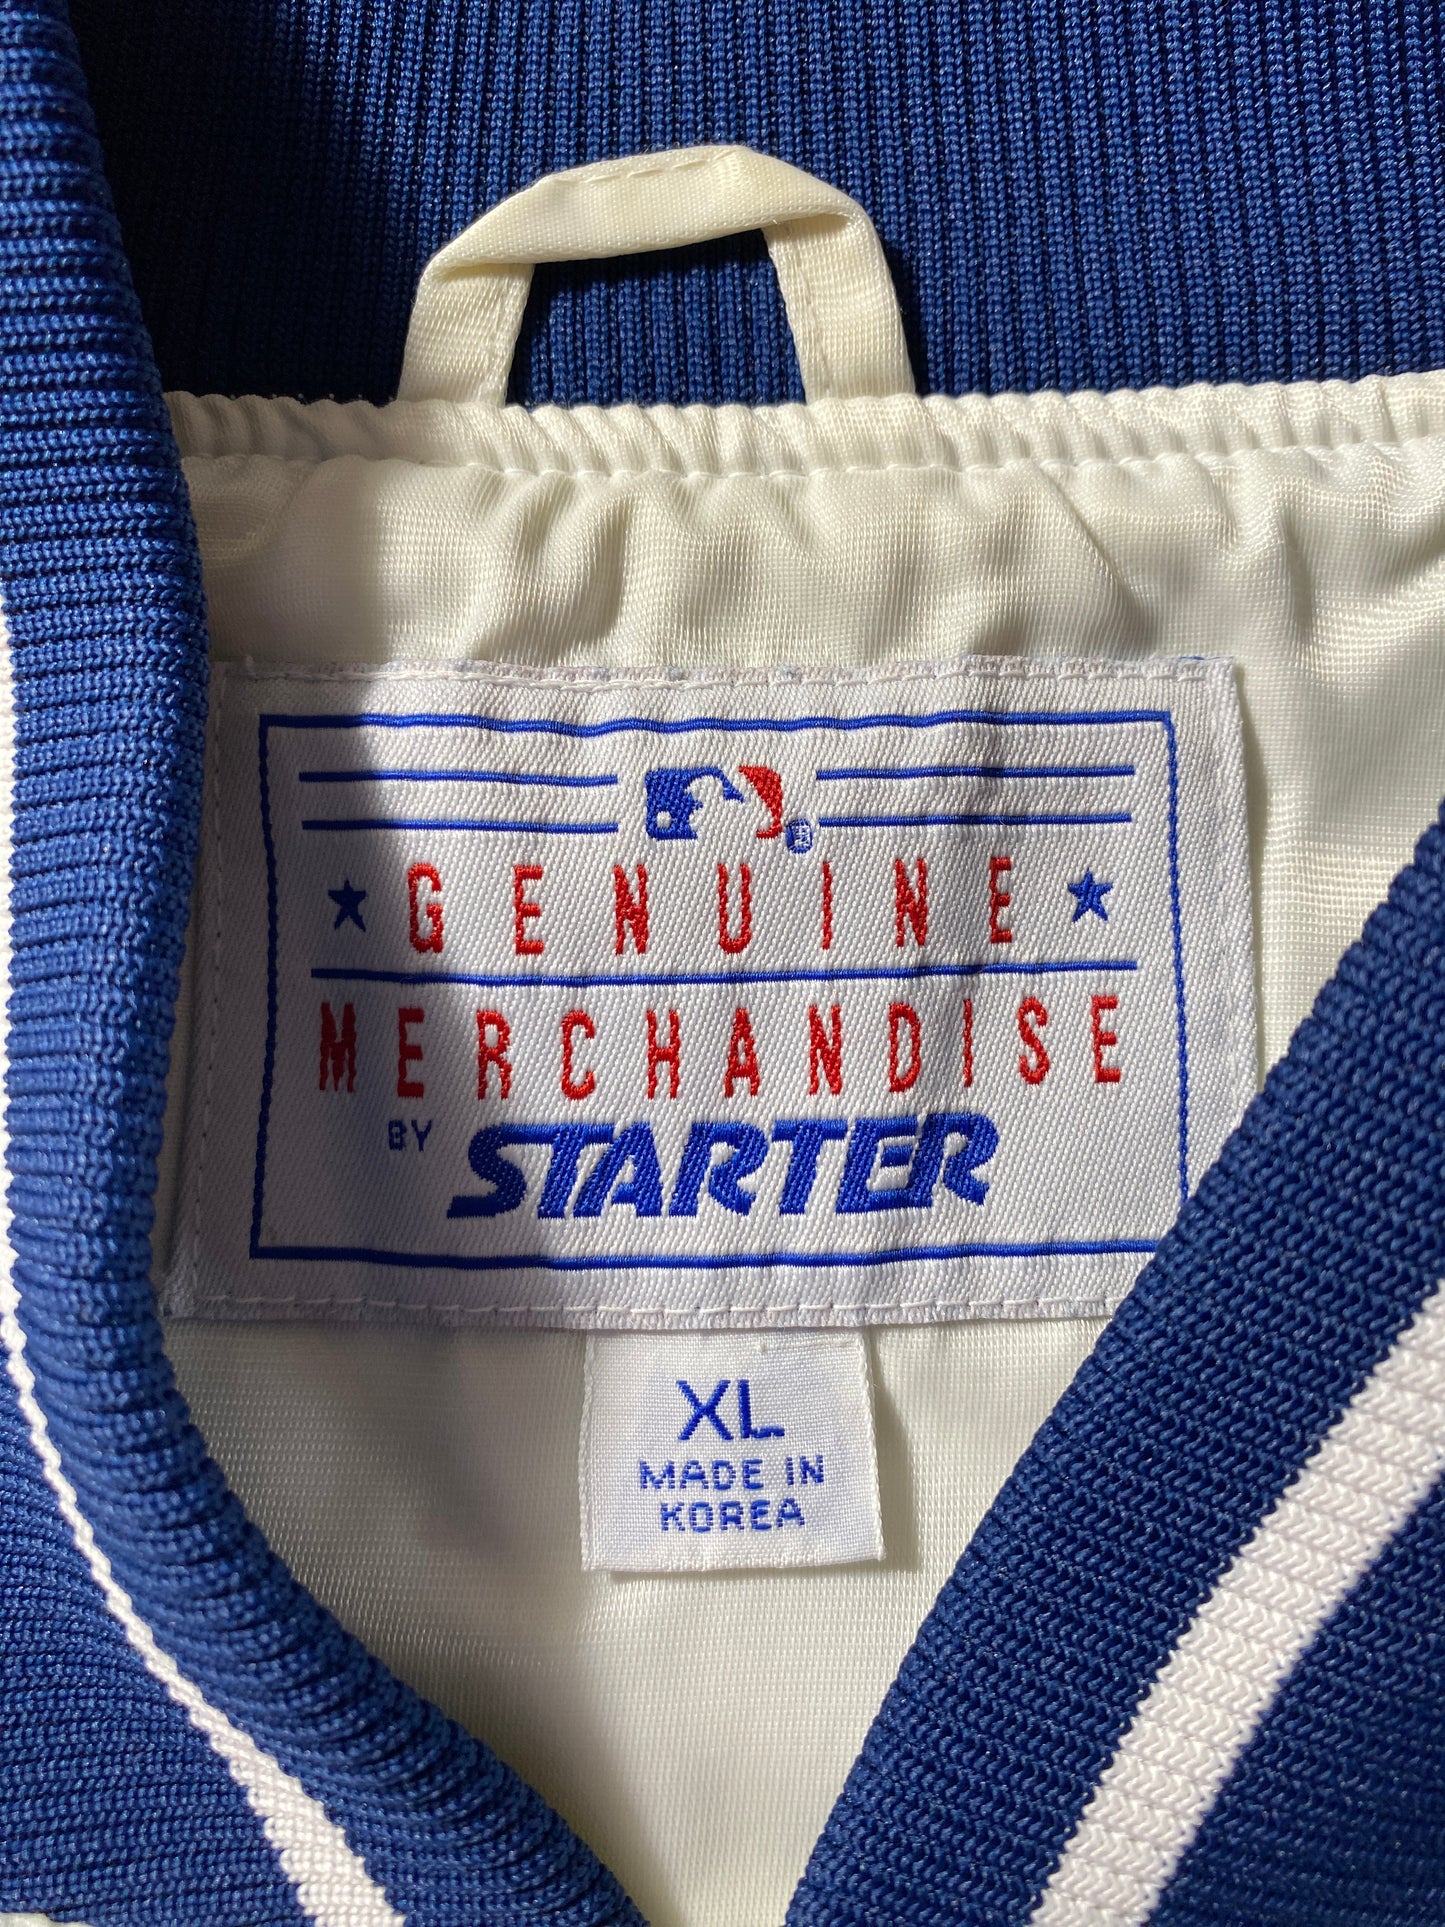 GENUINE
MERCHANDISE
BY STARTER
XL
MADE IN
KOREA